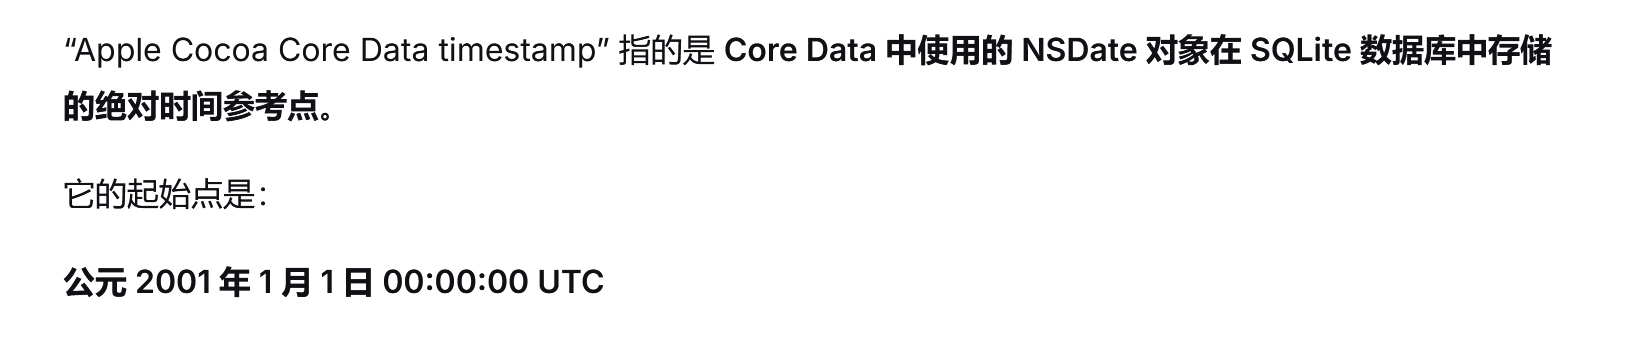 “Apple Cocoa Core Data timestamp” 指的是 Core Data 中使用的 NSDate 对象在 SQLite 数据库中存储
的绝对时间参考点。
它的起始点是：
公元 2001 年 1 月 1 日 00:00:00 UTC